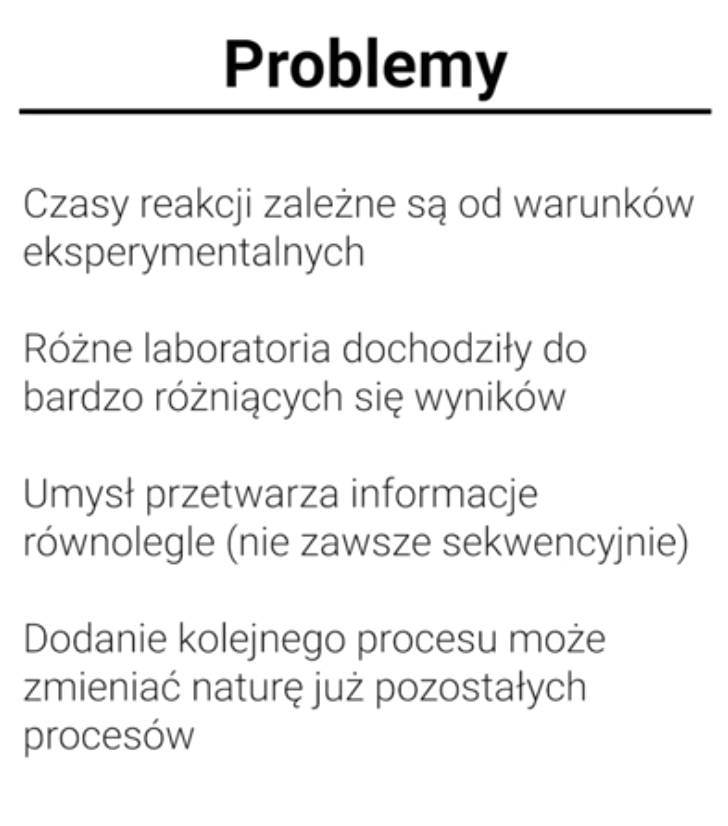 Problemy
Czasy reakcji zależne są od warunków
eksperymentalnych
Różne laboratoria dochodziły do
bardzo różniących się wyników
Umysł przetwarza informacje
równolegle (nie zawsze sekwencyjnie)
Dodanie kolejnego procesu może
zmieniać naturę już pozostałych
procesów